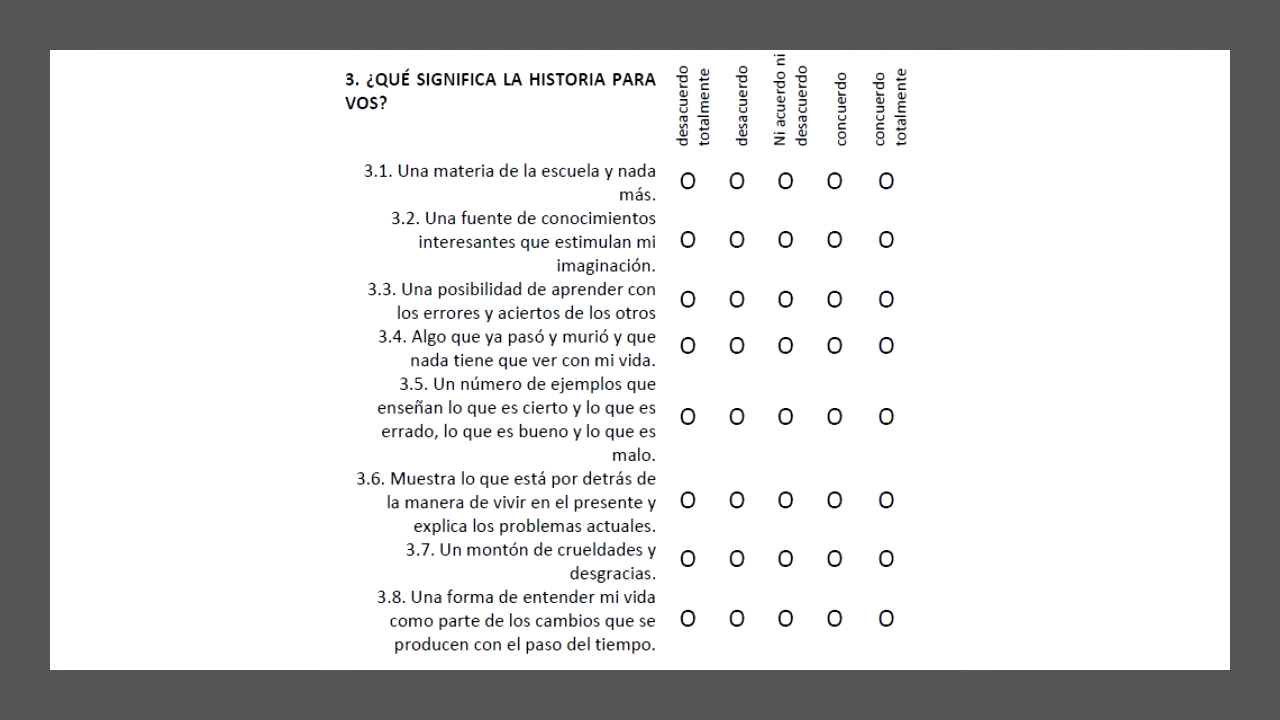 3. ¿QUÉ SIGNIFICA LA HISTORIA PARA
VOS?
desacuerdo
totalmente
desacuerdo
Ni acuerdo ni
desacuerdo
concuerdo
concuerdo
totalmente
3.1. Una materia de la escuela y nada
más.
O O O O O
3.2. Una fuente de conocimientos
interesantes que estimulan mi
imaginación.
O O O O O
3.3. Una posibilidad de aprender con
los errores y aciertos de los otros
O O O O O
3.4. Algo que ya pasó y murió y que
nada tiene que ver con mi vida.
O O O O O
3.5. Un número de ejemplos que
enseñan lo que es cierto y lo que es
errado, lo que es bueno y lo que es
malo.
O O O O O
3.6. Muestra lo que está por detrás de
la manera de vivir en el presente y
explica los problemas actuales.
O O O O O
3.7. Un montón de crueldades y
desgracias.
O O O O O
3.8. Una forma de entender mi vida
como parte de los cambios que se
producen con el paso del tiempo.
O O O O O